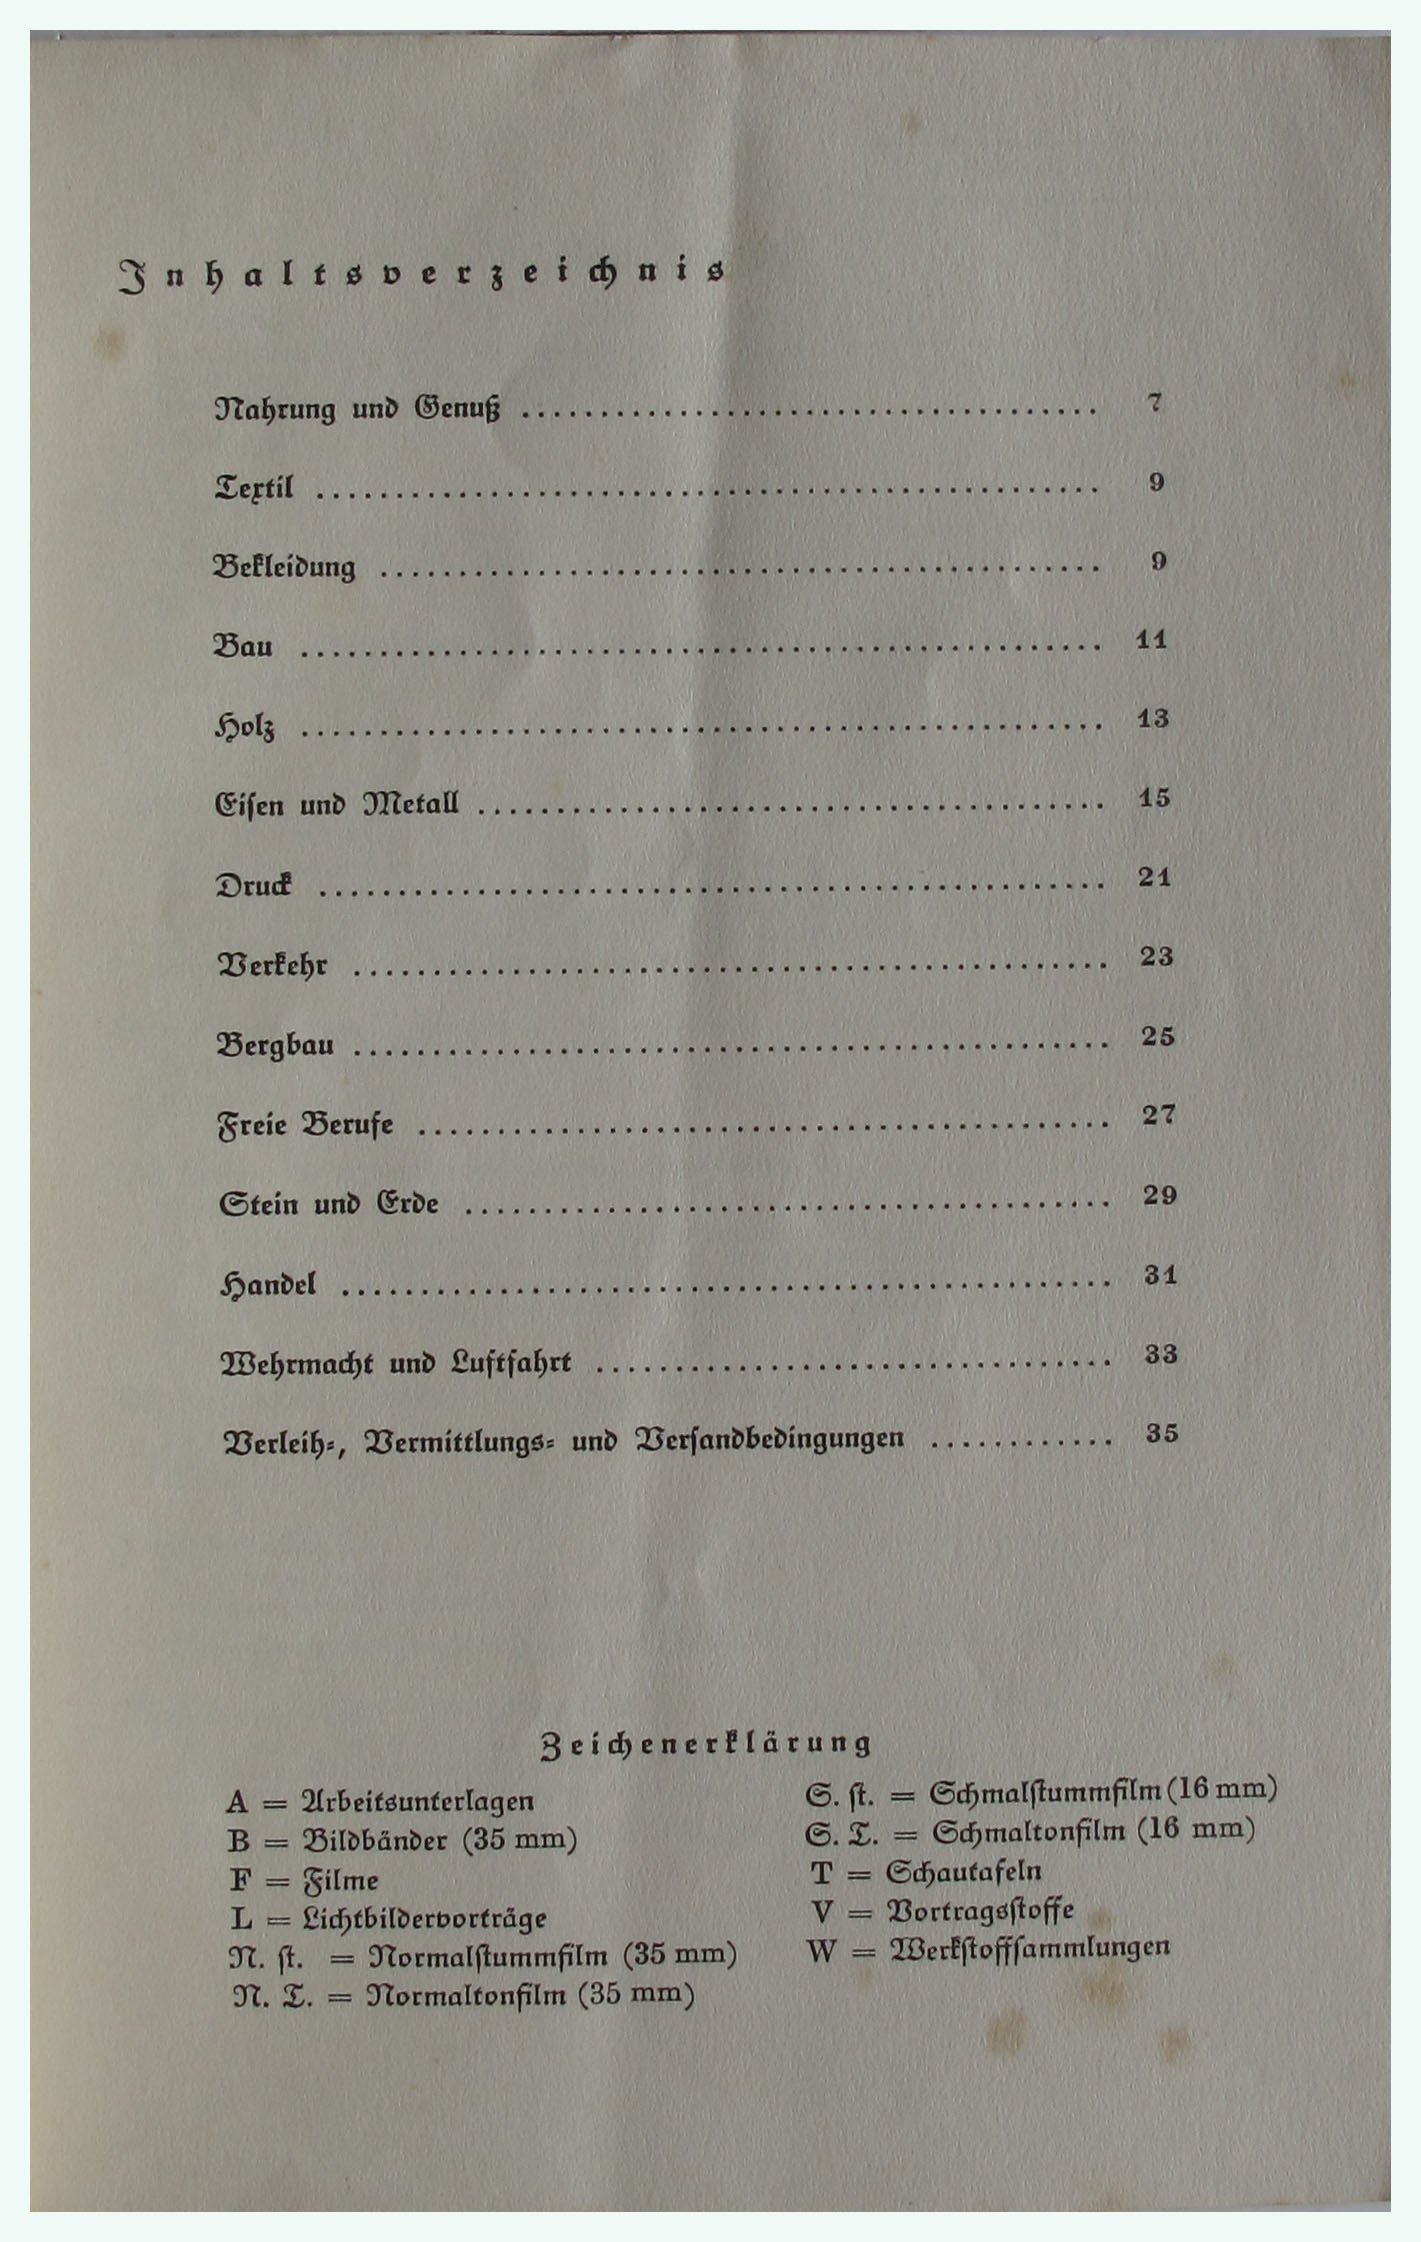 Inhaltsverzeichnis
Nahrung und Genuß ..................................... 7
Textil .................................................. 9
Bekleidung .............................................. 9
Bau ................................................... 11
Holz ................................................... 13
Eisen und Metall ........................................ 15
Druck .................................................. 21
Verkehr ................................................ 23
Bergbau ................................................ 25
Freie Berufe ............................................ 27
Stein und Erde ......................................... 29
Handel ................................................. 31
Wehrmacht und Luftfahrt ................................. 33
Verleih-, Vermittlungs- und Versandbedingungen ............ 35
Zeichenerklärung
A = Arbeitsunterlagen
B = Bildbänder (35 mm)
F = Filme
L = Lichtbildervorträge
N. st. = Normalstummfilm (35 mm)
N. T. = Normaltonfilm (35 mm)
S. st. = Schmalstummfilm (16 mm)
S. T. = Schmaltonfilm (16 mm)
T = Schautafeln
V = Vortragsstoffe
W = Werkstoffsammlungen